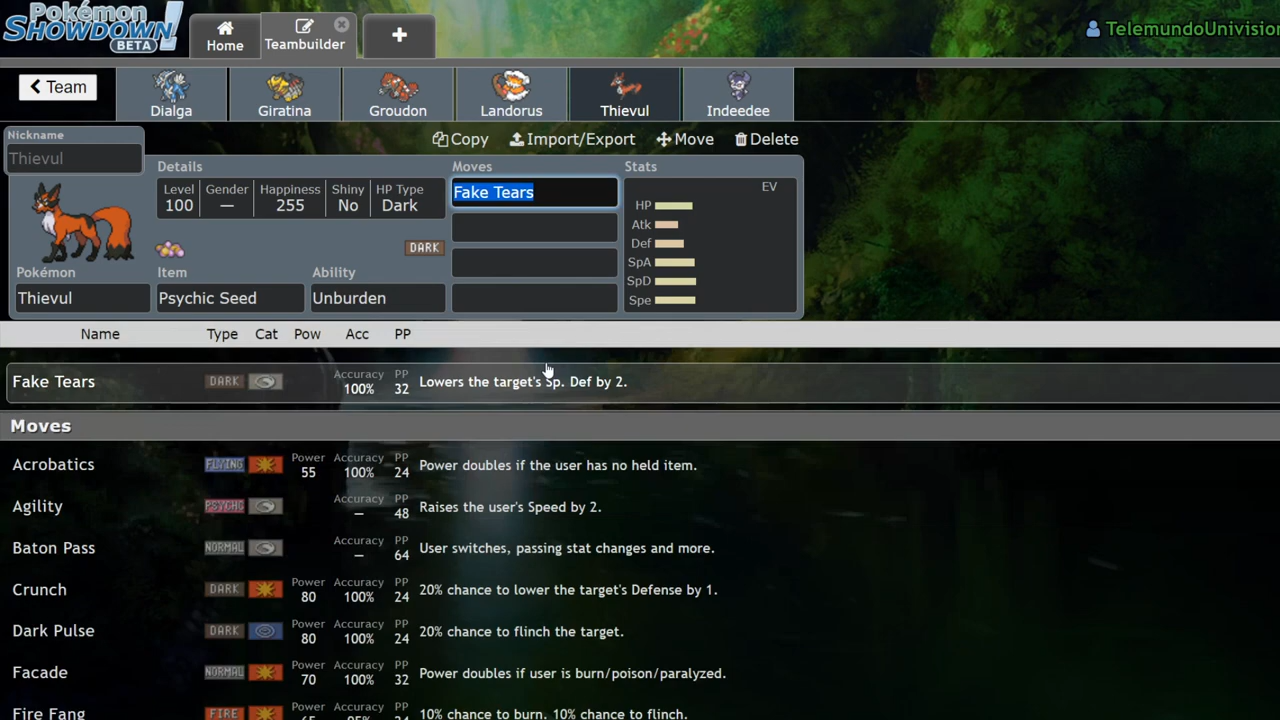 Pokémon
SHOWDOWN!
BETA
Home
Teambuilder
+
TelemundoUnivision
Team
Dialga
Giratina
Groudon
Landorus
Thievul
Indeedee
Nickname
Thievul
Copy
Import/Export
Move
Delete
Details
Moves
Stats
Level
100
Gender
—
Happiness
255
Shiny
No
HP Type
Dark
Fake Tears
EV
HP
Atk
Def
SpA
SpD
Spe
DARK
Pokémon
Item
Ability
Thievul
Psychic Seed
Unburden
Name Type Cat Pow Acc PP
Fake Tears DARK Accuracy 100% PP 32 Lowers the target's Sp. Def by 2.
Moves
Acrobatics FLYING Power 55 Accuracy 100% PP 24 Power doubles if the user has no held item.
Agility PSYCHC Accuracy — PP 48 Raises the user's Speed by 2.
Baton Pass NORMAL Accuracy — PP 64 User switches, passing stat changes and more.
Crunch DARK Power 80 Accuracy 100% PP 24 20% chance to lower the target's Defense by 1.
Dark Pulse DARK Power 80 Accuracy 100% PP 24 20% chance to flinch the target.
Facade NORMAL Power 70 Accuracy 100% PP 32 Power doubles if user is burn/poison/paralyzed.
Fire Fang FIRE Power 65 Accuracy 95% PP 24 10% chance to burn. 10% chance to flinch.